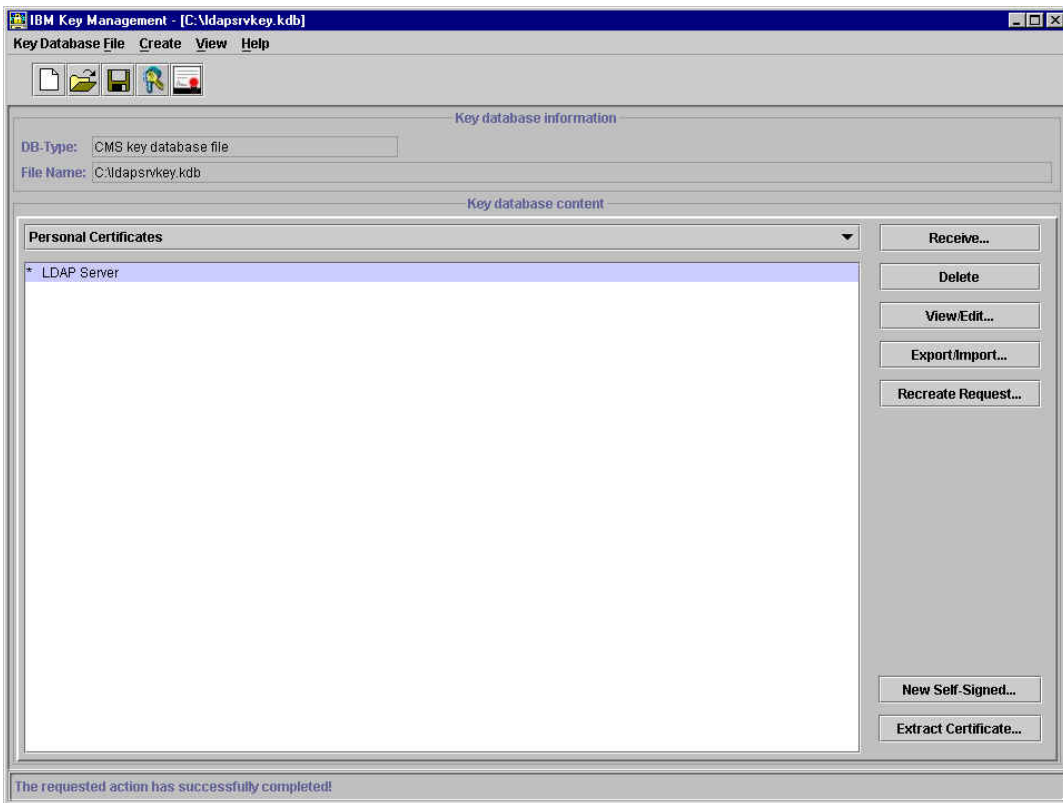 IBM Key Management - [C:\ldapsrvkey.kdb]
Key Database File Create View Help
Key database information
DB-Type: CMS key database file
File Name: C:\ldapsrvkey.kdb
Key database content
Personal Certificates
Receive...
* LDAP Server
Delete
View/Edit...
Export/Import...
Recreate Request...
New Self-Signed...
Extract Certificate...
The requested action has successfully completed!